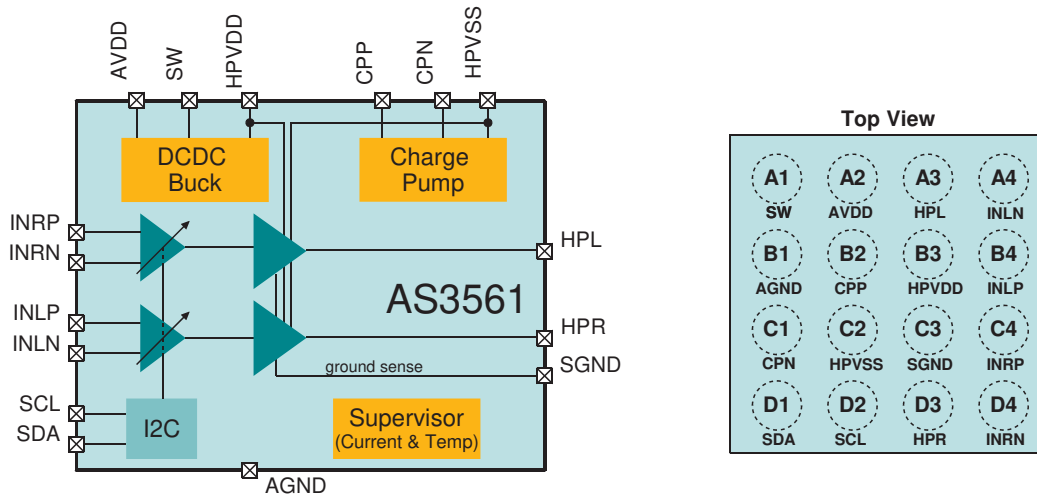 AVDD
SW
HPVDD
CPP
CPN
HPVSS
DCDC
Buck
Charge
Pump
INRP
INRN
HPL
INLP
INLN
AS3561
HPR
SGND
ground sense
SCL
SDA
I2C
Supervisor
(Current & Temp)
AGND
Top View
A1 A2 A3 A4
SW AVDD HPL INLN
B1 B2 B3 B4
AGND CPP HPVDD INLP
C1 C2 C3 C4
CPN HPVSS SGND INRP
D1 D2 D3 D4
SDA SCL HPR INRN